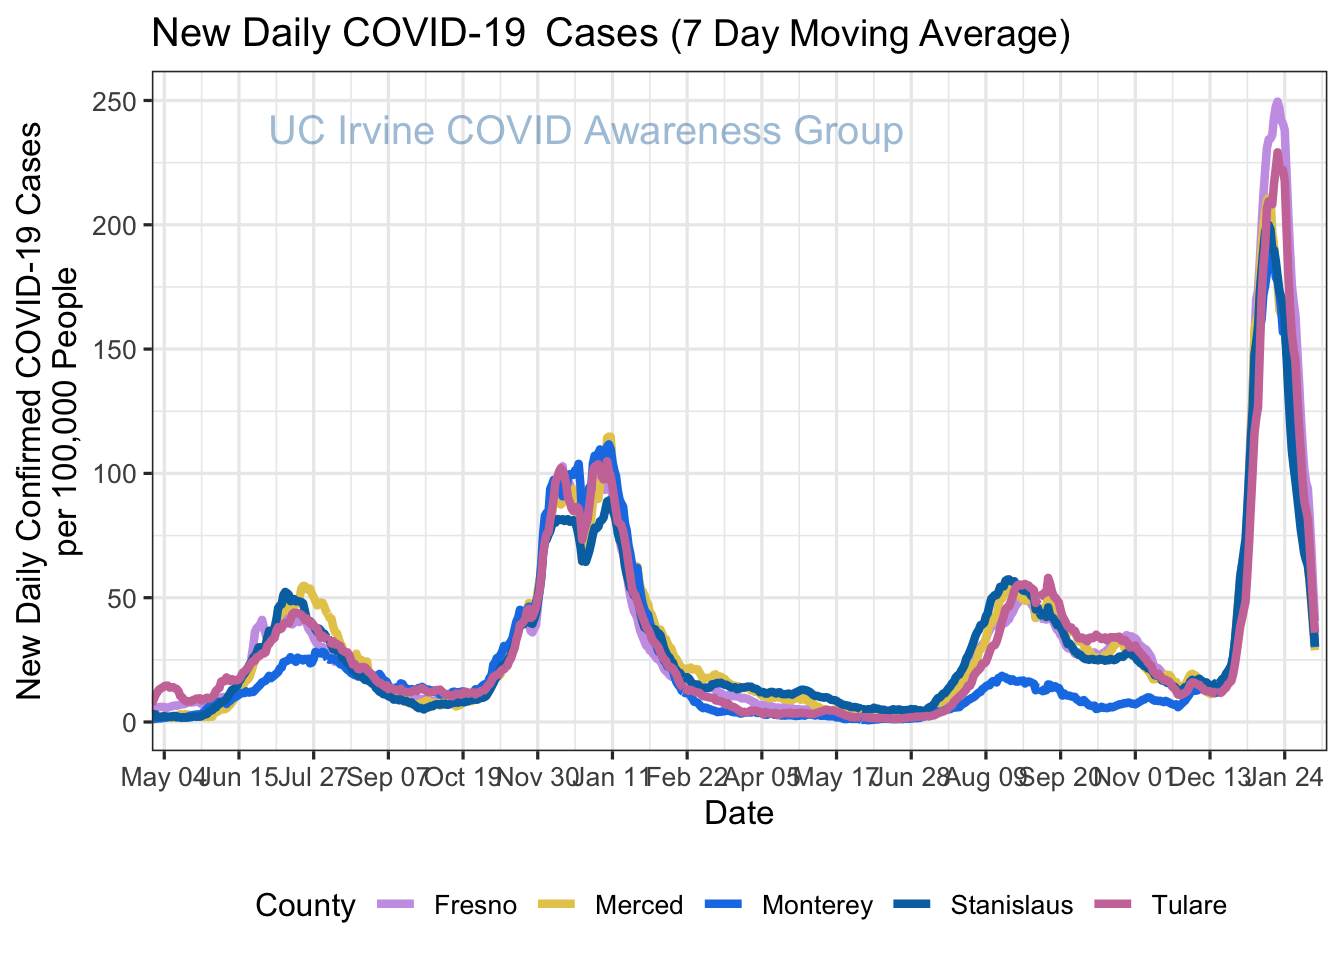 New Daily COVID-19  Cases (7 Day Moving Average)
UC Irvine COVID Awareness Group
New Daily Confirmed COVID-19 Cases
per 100,000 People
250
200
150
100
50
0
May 04 Jun 15 Jul 27 Sep 07 Oct 19 Nov 30 Jan 11 Feb 22 Apr 05 May 17 Jun 28 Aug 09 Sep 20 Nov 01 Dec 13 Jan 24
Date
County Fresno Merced Monterey Stanislaus Tulare